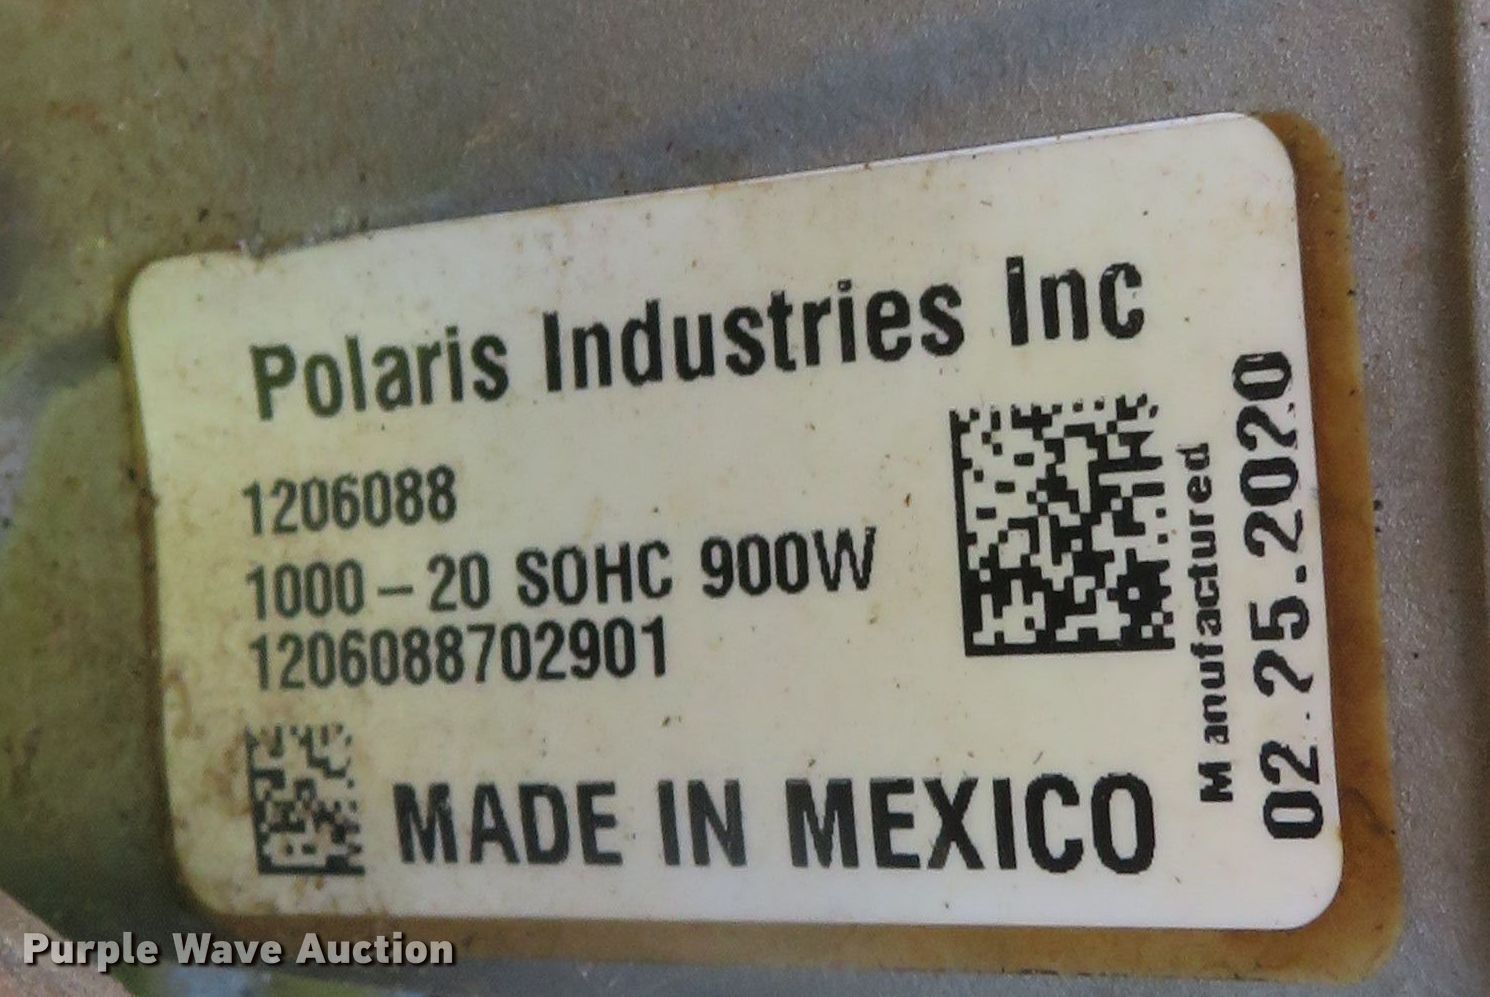 Polaris Industries Inc
1206088
1000-20 SOHC 900W
1206088702901
MADE IN MEXICO
Manufactured
02.25.2020
Purple Wave Auction